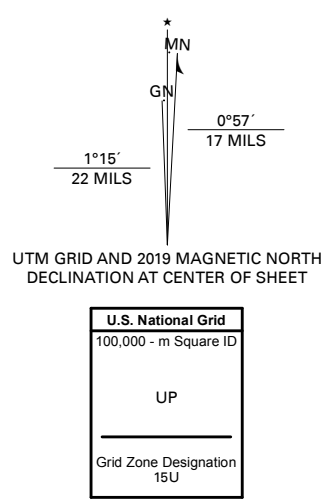 ★
MN
GN
0°57´
17 MILS
1°15´
22 MILS
UTM GRID AND 2019 MAGNETIC NORTH
DECLINATION AT CENTER OF SHEET
U.S. National Grid
100,000 - m Square ID
UP
Grid Zone Designation
15U